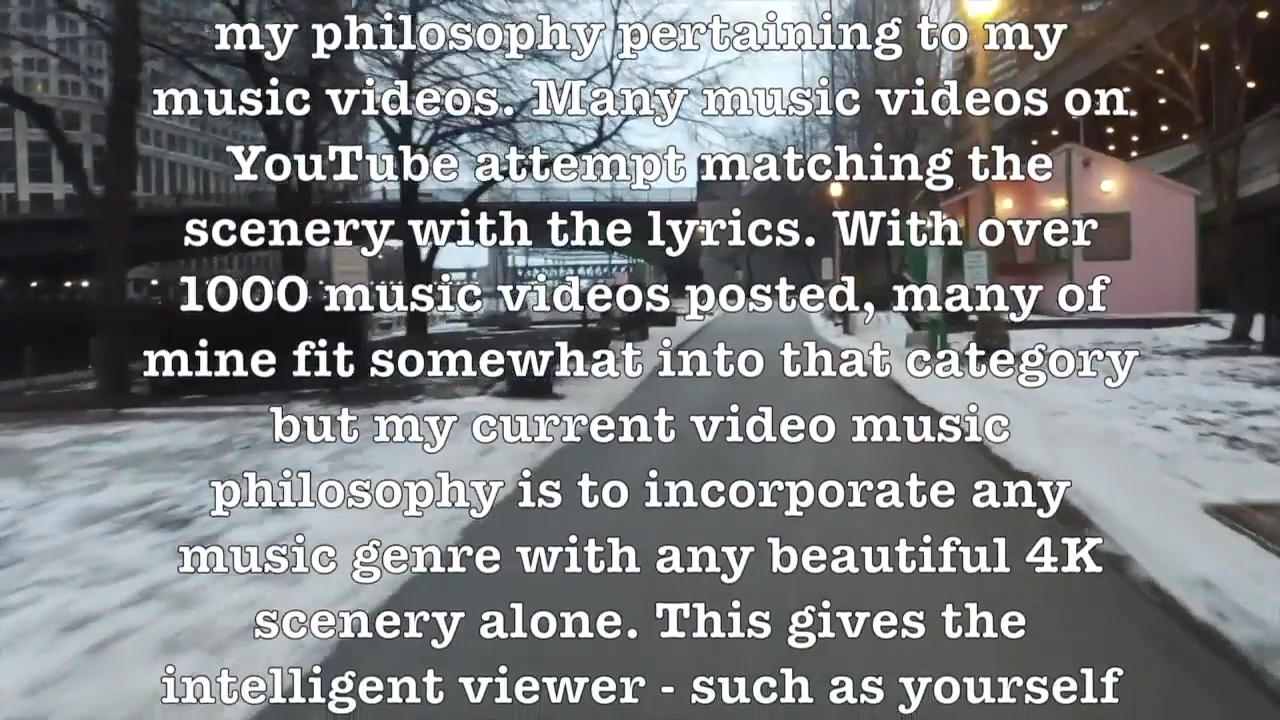 my philosophy pertaining to my
music videos. Many music videos on
YouTube attempt matching the
scenery with the lyrics. With over
1000 music videos posted, many of
mine fit somewhat into that category
but my current video music
philosophy is to incorporate any
music genre with any beautiful 4K
scenery alone. This gives the
intelligent viewer - such as yourself